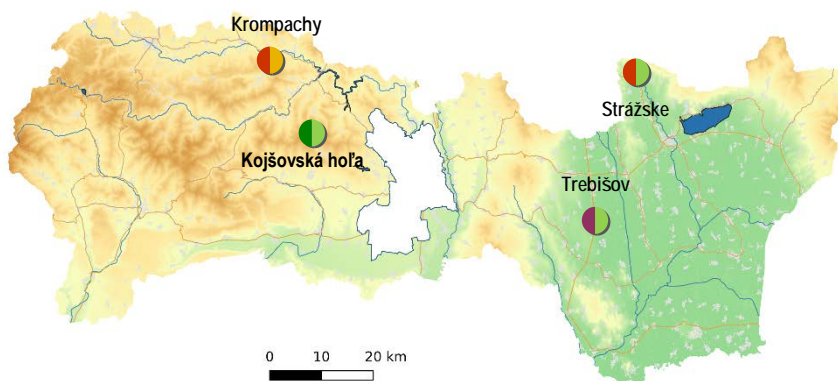 Krompachy
Strážske
Kojšovská hoľa
Trebišov
0 10 20 km